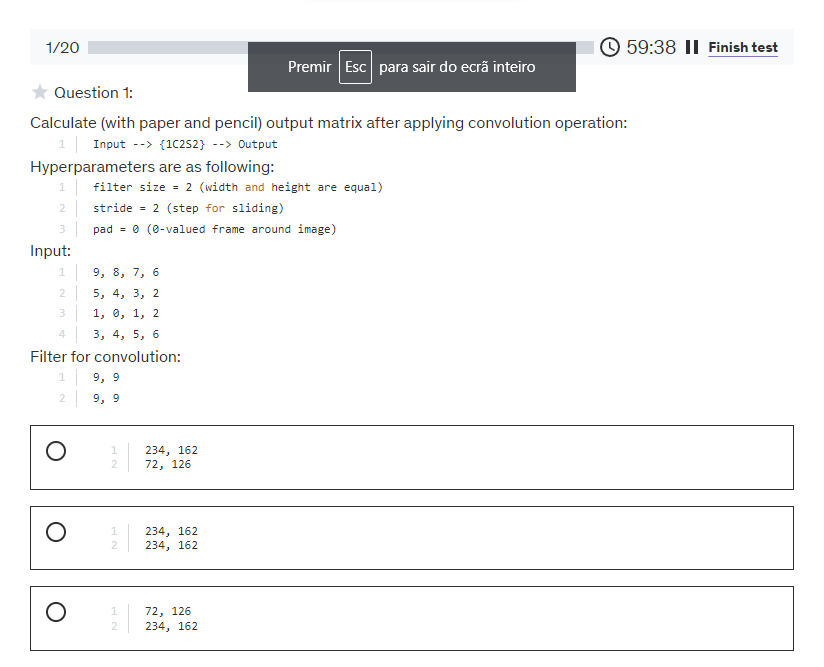 1/20
59:38
Finish test
Premir Esc para sair do ecrã inteiro
Question 1:
Calculate (with paper and pencil) output matrix after applying convolution operation:
1 Input --> {1C2S2} --> Output
Hyperparameters are as following:
1 filter size = 2 (width and height are equal)
2 stride = 2 (step for sliding)
3 pad = 0 (0-valued frame around image)
Input:
1 9, 8, 7, 6
2 5, 4, 3, 2
3 1, 0, 1, 2
4 3, 4, 5, 6
Filter for convolution:
1 9, 9
2 9, 9
1 234, 162
2 72, 126
1 234, 162
2 234, 162
1 72, 126
2 234, 162